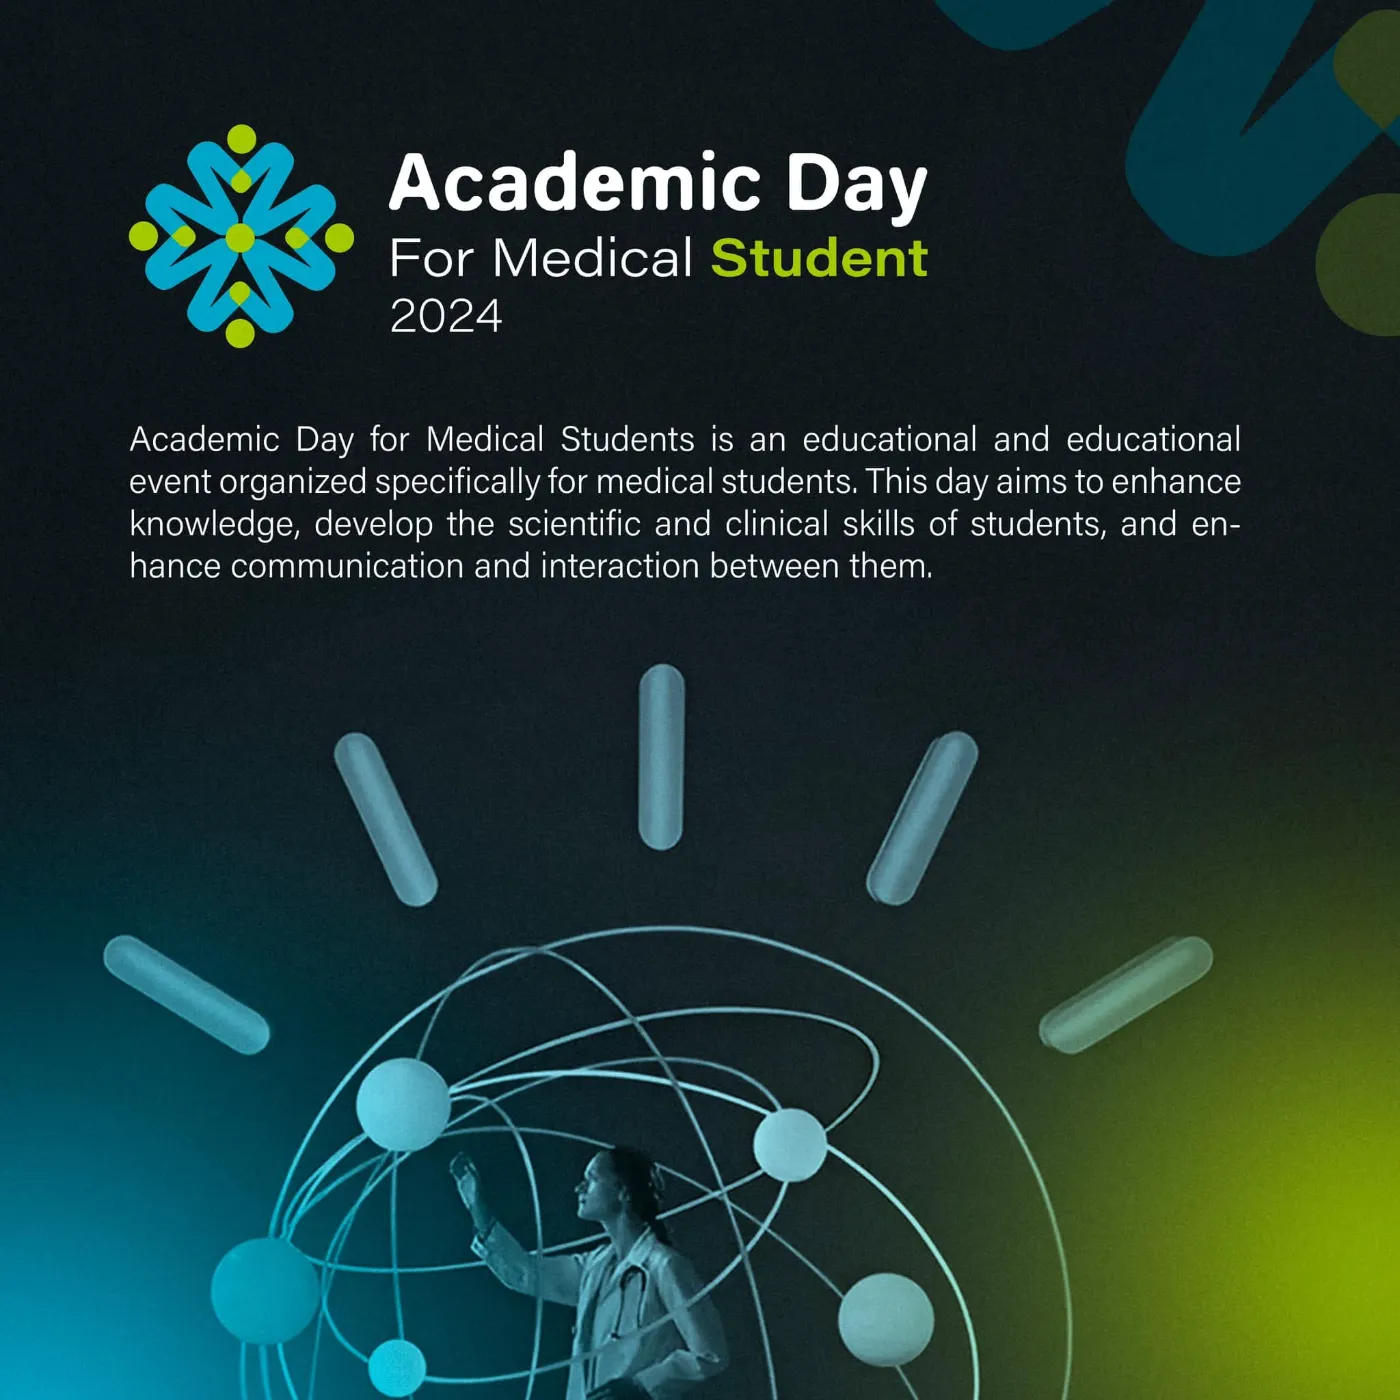 Academic Day
For Medical Student
2024
Academic Day for Medical Students is an educational and educational
event organized specifically for medical students. This day aims to enhance
knowledge, develop the scientific and clinical skills of students, and en-
hance communication and interaction between them.